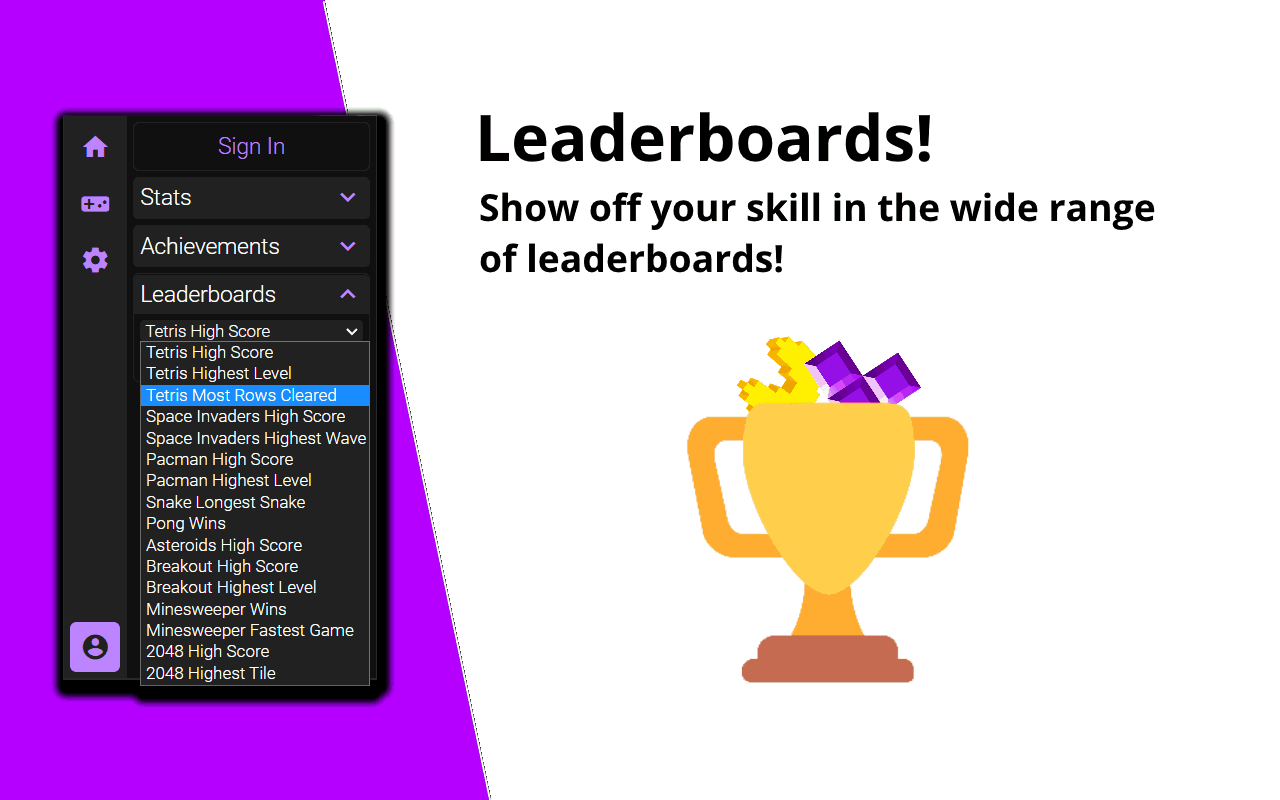 Sign In
Stats
Achievements
Leaderboards
Tetris High Score
Tetris High Score
Tetris Highest Level
Tetris Most Rows Cleared
Space Invaders High Score
Space Invaders Highest Wave
Pacman High Score
Pacman Highest Level
Snake Longest Snake
Pong Wins
Asteroids High Score
Breakout High Score
Breakout Highest Level
Minesweeper Wins
Minesweeper Fastest Game
2048 High Score
2048 Highest Tile
Leaderboards!
Show off your skill in the wide range
of leaderboards!